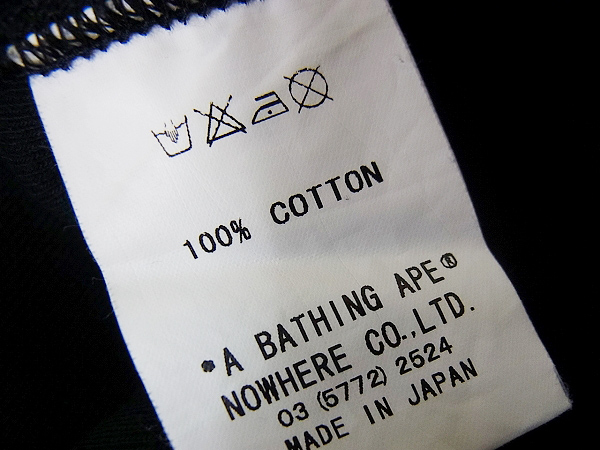 100% COTTON
•A BATHING APE®
NOWHERE CO.,LTD.
03 (5772) 2524
MADE IN JAPAN